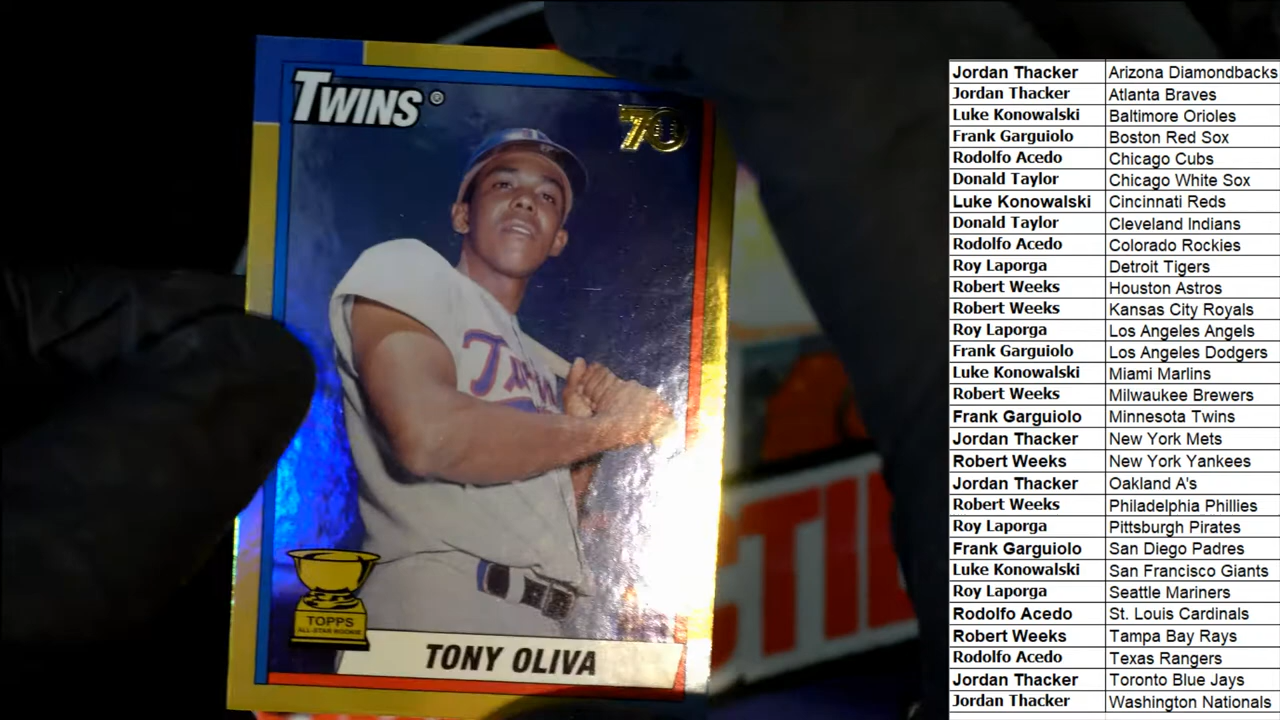 TWINS®
70
TWINS
TOPPS
ALL-STAR ROOKIE
TONY OLIVA
Jordan Thacker Arizona Diamondbacks
Jordan Thacker Atlanta Braves
Luke Konowalski Baltimore Orioles
Frank Garguiolo Boston Red Sox
Rodolfo Acedo Chicago Cubs
Donald Taylor Chicago White Sox
Luke Konowalski Cincinnati Reds
Donald Taylor Cleveland Indians
Rodolfo Acedo Colorado Rockies
Roy Laporga Detroit Tigers
Robert Weeks Houston Astros
Robert Weeks Kansas City Royals
Roy Laporga Los Angeles Angels
Frank Garguiolo Los Angeles Dodgers
Luke Konowalski Miami Marlins
Robert Weeks Milwaukee Brewers
Frank Garguiolo Minnesota Twins
Jordan Thacker New York Mets
Robert Weeks New York Yankees
Jordan Thacker Oakland A's
Robert Weeks Philadelphia Phillies
Roy Laporga Pittsburgh Pirates
Frank Garguiolo San Diego Padres
Luke Konowalski San Francisco Giants
Roy Laporga Seattle Mariners
Rodolfo Acedo St. Louis Cardinals
Robert Weeks Tampa Bay Rays
Rodolfo Acedo Texas Rangers
Jordan Thacker Toronto Blue Jays
Jordan Thacker Washington Nationals